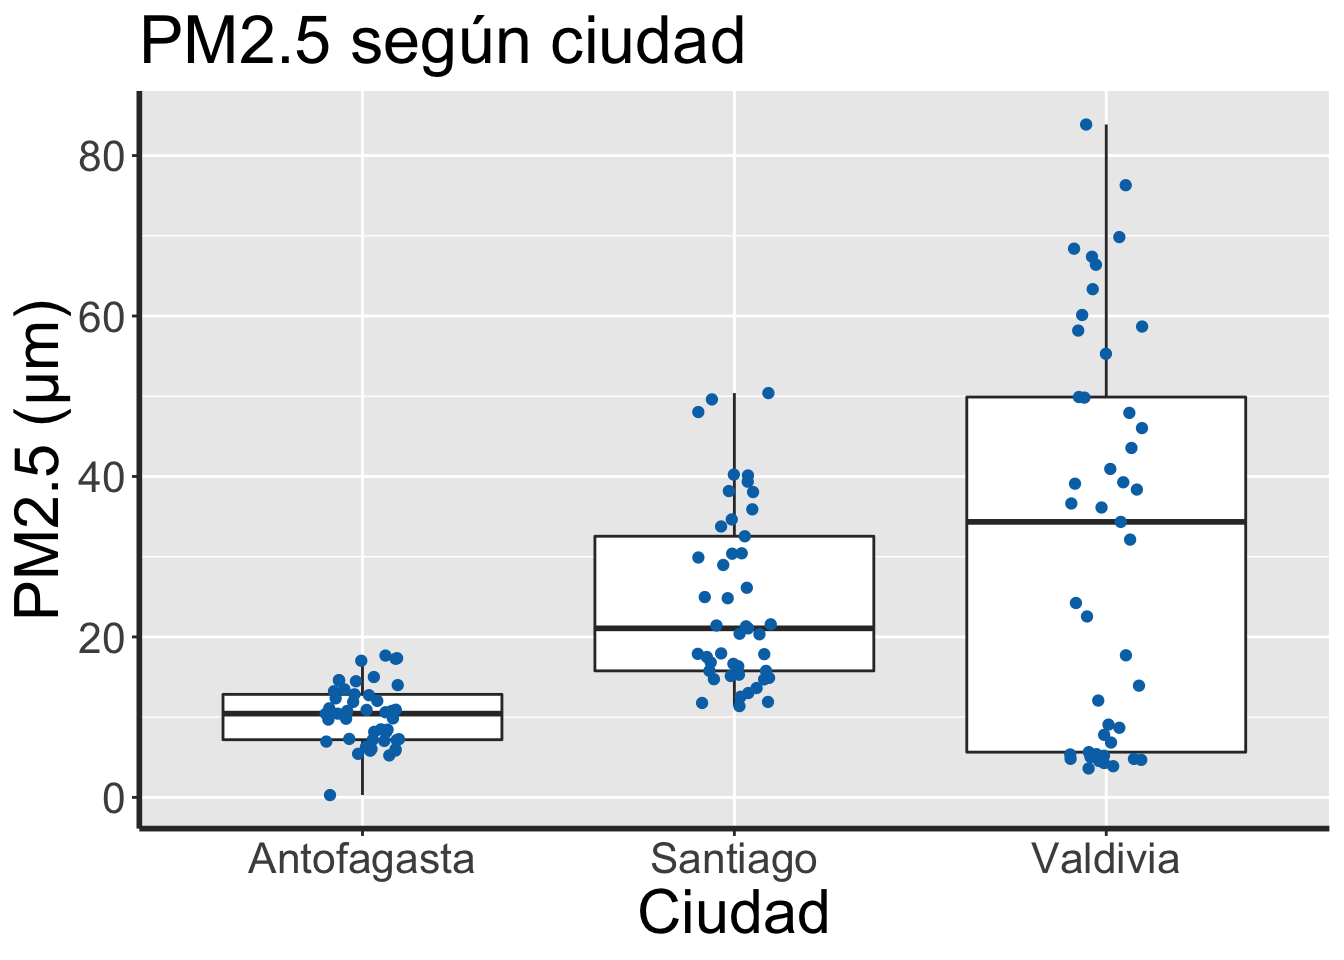 PM2.5 según ciudad
PM2.5 (µm)
80
60
40
20
0
Antofagasta
Santiago
Valdivia
Ciudad